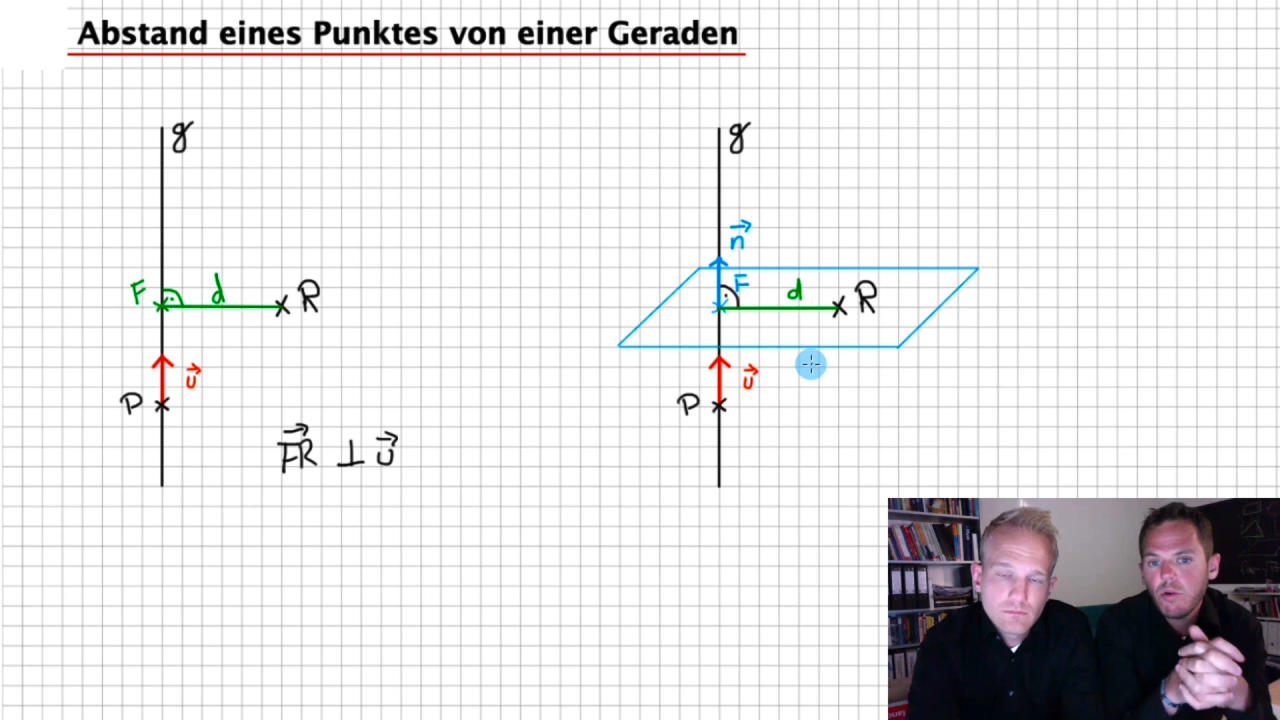 Abstand eines Punktes von einer Geraden
g
F d R
u⃗
P
F⃗R⃗ ⊥ u⃗
g
n⃗
F d R
u⃗
P